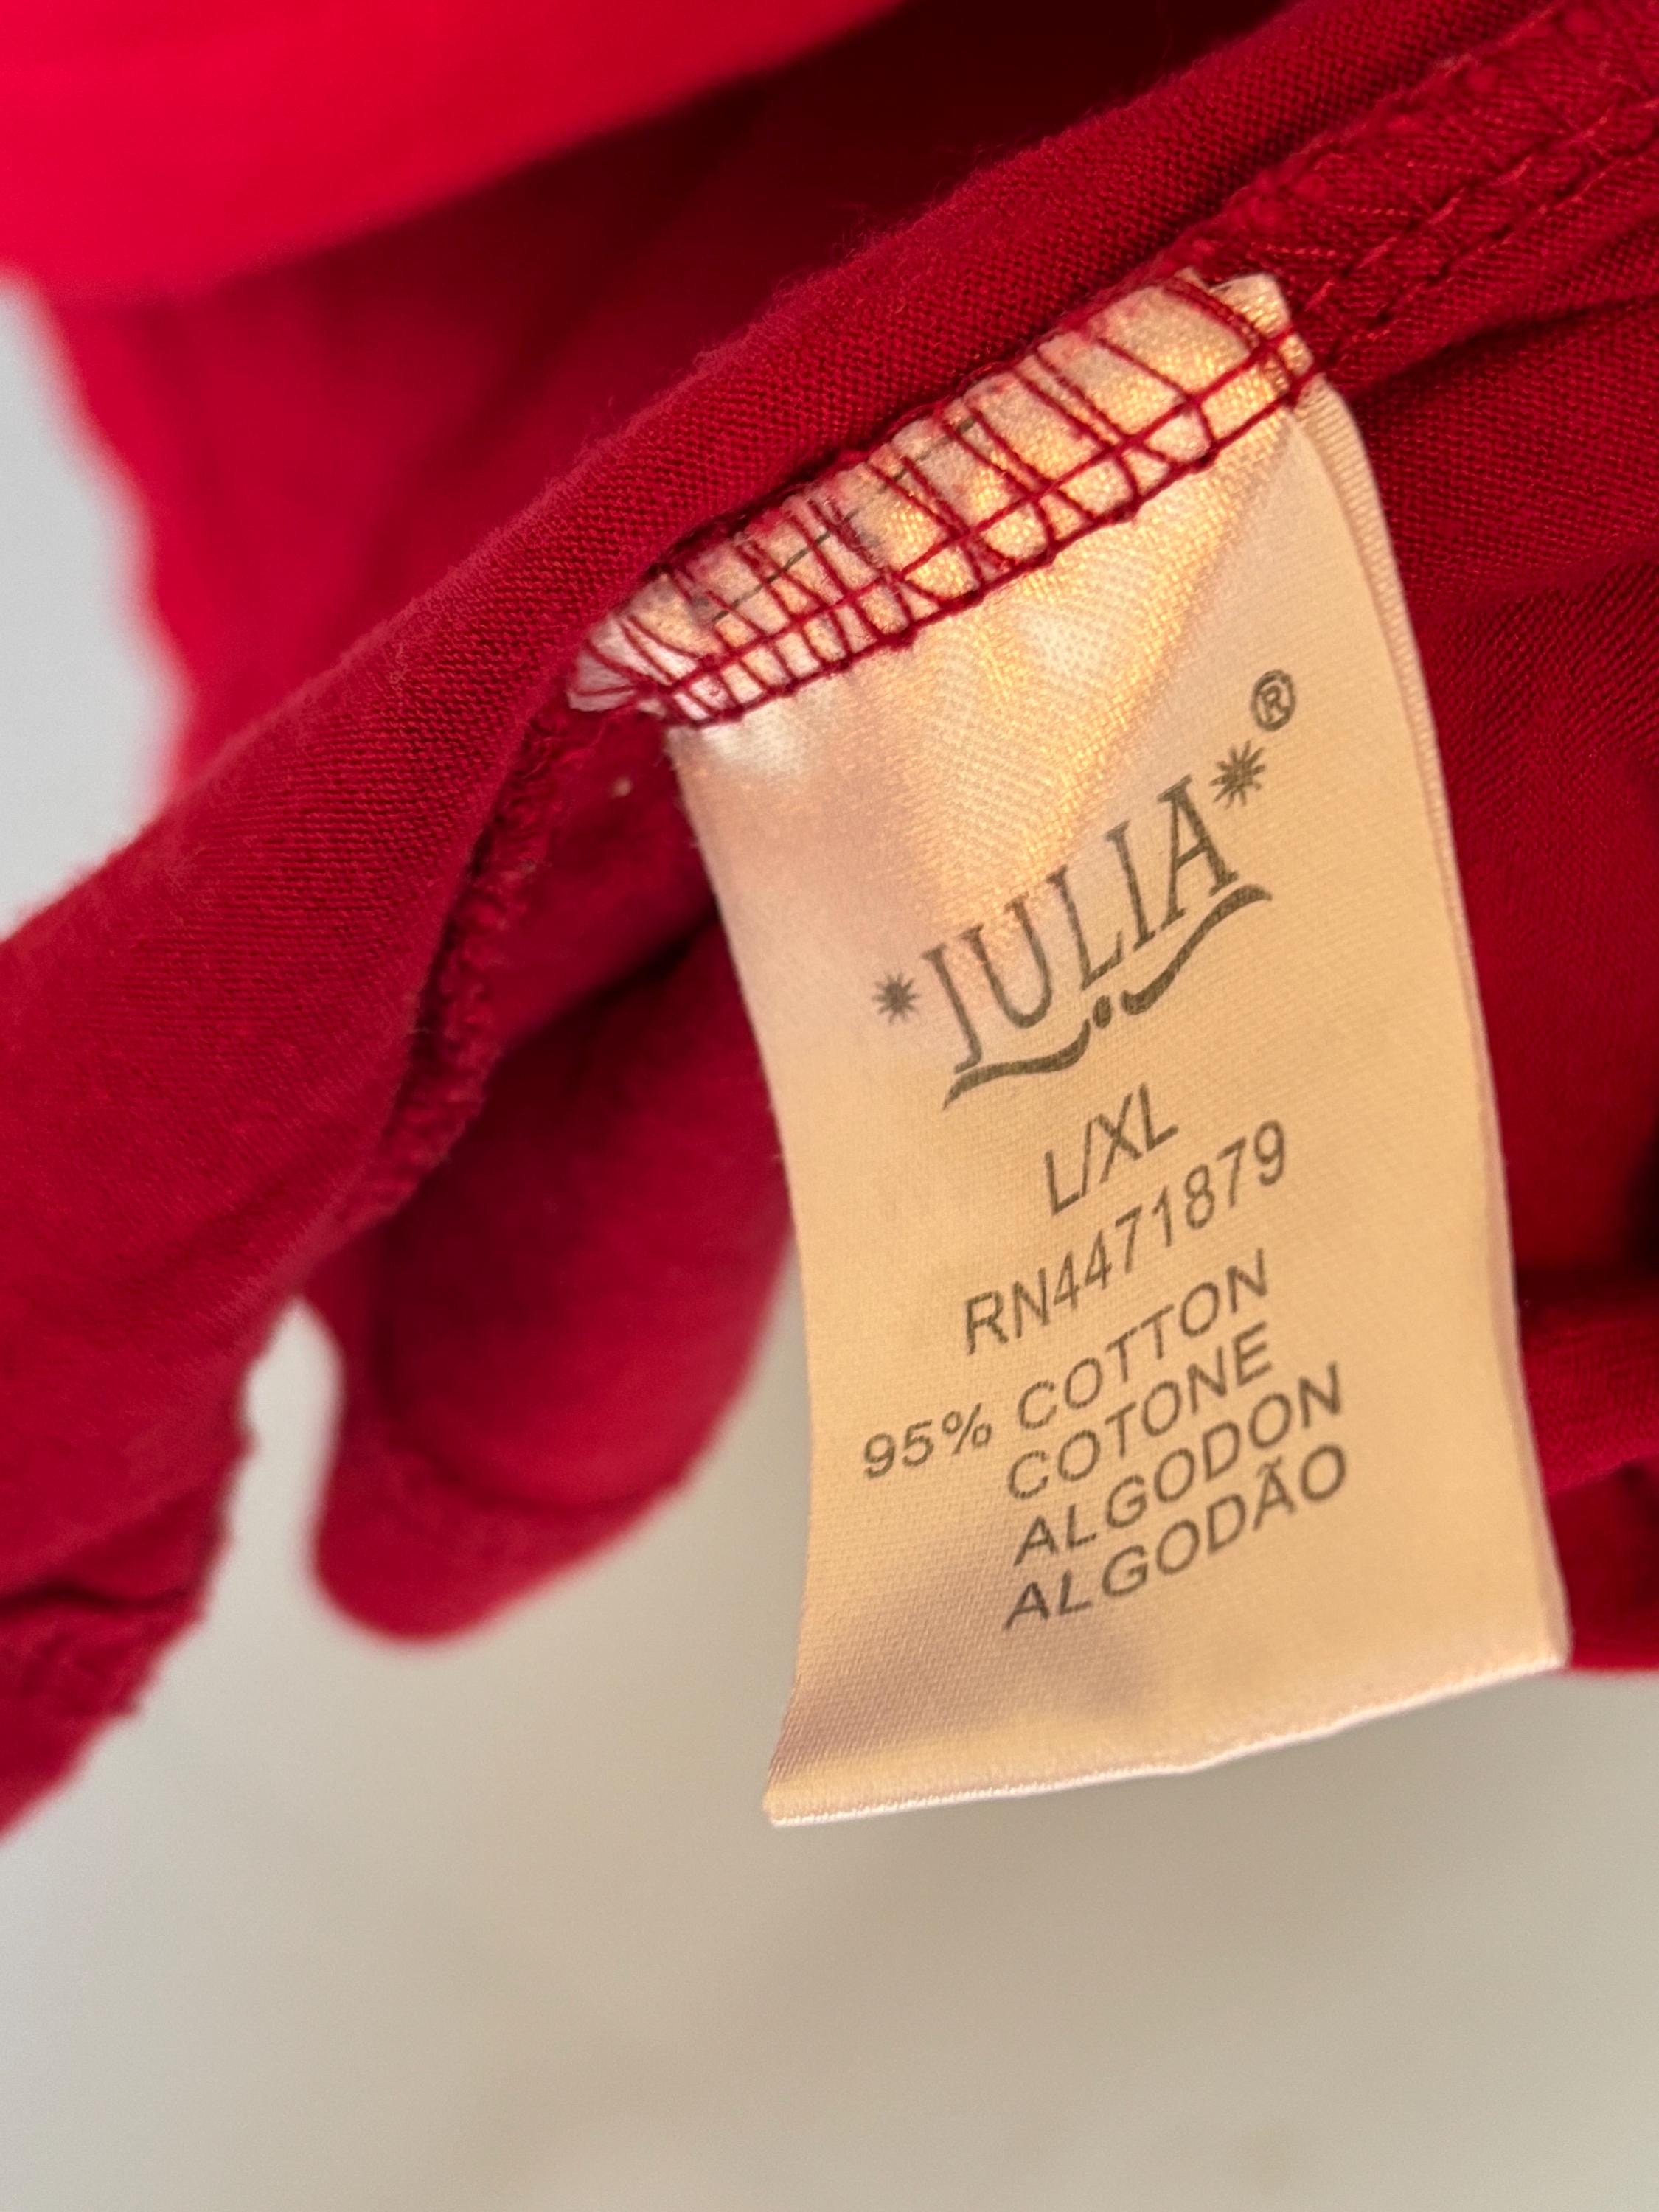 *JULIA*®
L/XL
RN4471879
95% COTTON
COTONE
ALGODON
ALGODÃO